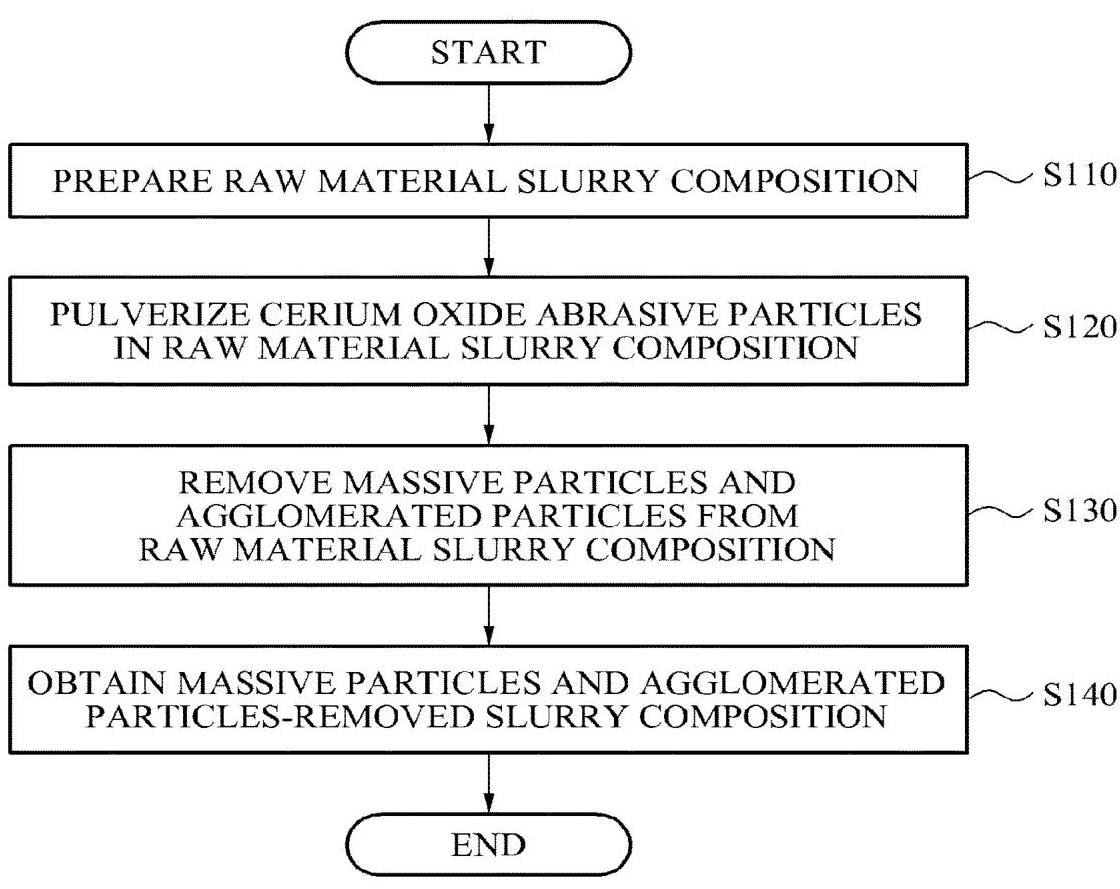 START
PREPARE RAW MATERIAL SLURRY COMPOSITION
S110
PULVERIZE CERIUM OXIDE ABRASIVE PARTICLES
IN RAW MATERIAL SLURRY COMPOSITION
S120
REMOVE MASSIVE PARTICLES AND
AGGLOMERATED PARTICLES FROM
RAW MATERIAL SLURRY COMPOSITION
S130
OBTAIN MASSIVE PARTICLES AND AGGLOMERATED
PARTICLES-REMOVED SLURRY COMPOSITION
S140
END